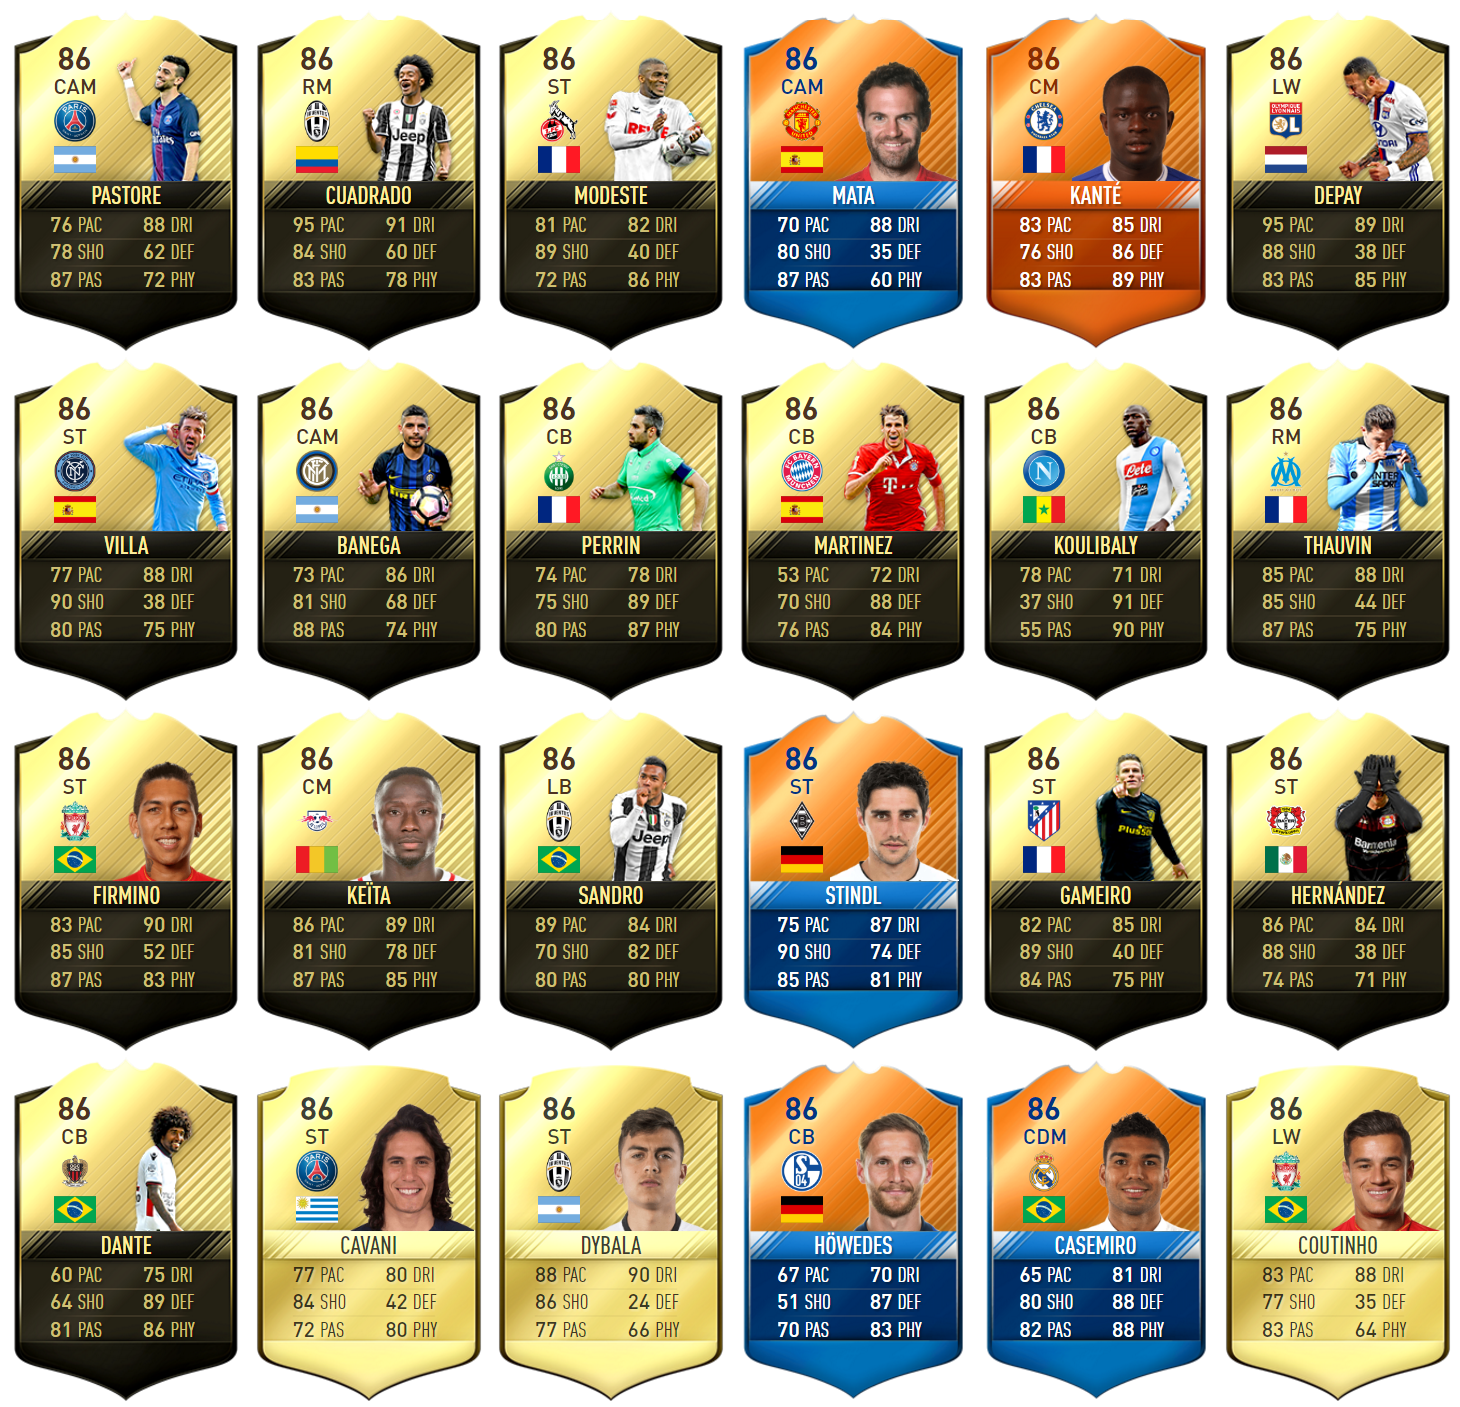 86
CAM
PASTORE
76 PAC 88 DRI
78 SHO 62 DEF
87 PAS 72 PHY
86
RM
Jeep
CUADRADO
95 PAC 91 DRI
84 SHO 60 DEF
83 PAS 78 PHY
86
ST
MODESTE
81 PAC 82 DRI
89 SHO 40 DEF
72 PAS 86 PHY
86
CAM
MATA
70 PAC 88 DRI
80 SHO 35 DEF
87 PAS 60 PHY
86
CM
KANTÉ
83 PAC 85 DRI
76 SHO 86 DEF
83 PAS 89 PHY
86
LW
OLYMPIQUE
LYONNAIS
OL
DEPAY
95 PAC 89 DRI
88 SHO 38 DEF
83 PAS 85 PHY
86
ST
VILLA
77 PAC 88 DRI
90 SHO 38 DEF
80 PAS 75 PHY
86
CAM
BANEGA
73 PAC 86 DRI
81 SHO 68 DEF
88 PAS 74 PHY
86
CB
PERRIN
74 PAC 78 DRI
75 SHO 89 DEF
80 PAS 87 PHY
86
CB
FC BAYERN
MÜNCHEN
T
MARTINEZ
53 PAC 72 DRI
70 SHO 88 DEF
76 PAS 84 PHY
86
CB
N
Lete
KOULIBALY
78 PAC 71 DRI
37 SHO 91 DEF
55 PAS 90 PHY
86
RM
INTER
SPORT
THAUVIN
85 PAC 88 DRI
85 SHO 44 DEF
87 PAS 75 PHY
86
ST
FIRMINO
83 PAC 90 DRI
85 SHO 52 DEF
87 PAS 83 PHY
86
CM
KEÏTA
86 PAC 89 DRI
81 SHO 78 DEF
87 PAS 85 PHY
86
LB
Jeep
SANDRO
89 PAC 84 DRI
70 SHO 82 DEF
80 PAS 80 PHY
86
ST
STINDL
75 PAC 87 DRI
90 SHO 74 DEF
85 PAS 81 PHY
86
ST
GAMEIRO
82 PAC 85 DRI
89 SHO 40 DEF
84 PAS 75 PHY
86
ST
Barmenia
HERNÁNDEZ
86 PAC 84 DRI
88 SHO 38 DEF
74 PAS 71 PHY
86
CB
DANTE
60 PAC 75 DRI
64 SHO 89 DEF
81 PAS 86 PHY
86
ST
PARIS
CAVANI
77 PAC 80 DRI
84 SHO 42 DEF
72 PAS 80 PHY
86
ST
DYBALA
88 PAC 90 DRI
86 SHO 24 DEF
77 PAS 66 PHY
86
CB
S04
HÖWEDES
67 PAC 70 DRI
51 SHO 87 DEF
70 PAS 83 PHY
86
CDM
CASEMIRO
65 PAC 81 DRI
80 SHO 88 DEF
82 PAS 88 PHY
86
LW
COUTINHO
83 PAC 88 DRI
77 SHO 35 DEF
83 PAS 64 PHY